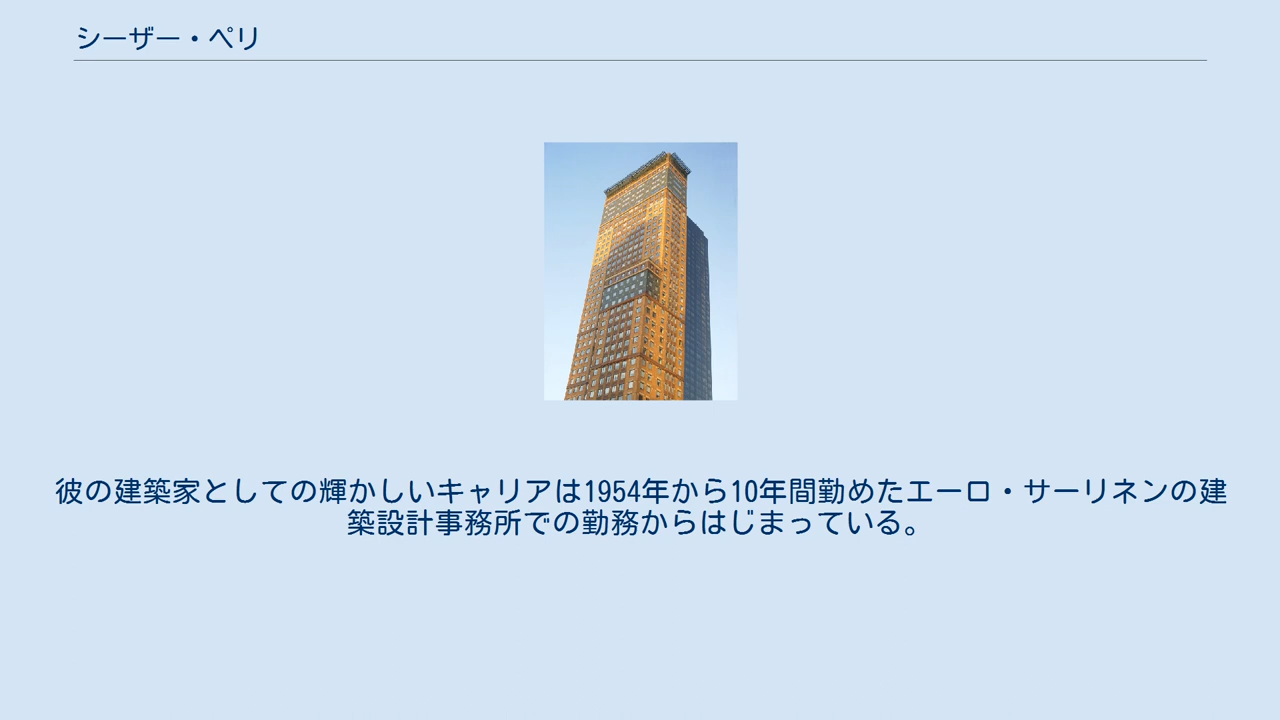 シーザー・ペリ
彼の建築家としての輝かしいキャリアは1954年から10年間勤めたエーロ・サーリネンの建
築設計事務所での勤務からはじまっている。